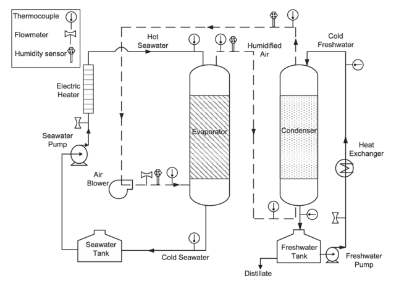 Thermocouple
Flowmeter
Humidity sensor
Hot
Seawater
Humidified
Air
Cold
Freshwater
Electric
Heater
Seawater
Pump
Evaporator
Condenser
Heat
Exchanger
Air
Blower
Seawater
Tank
Cold Seawater
Freshwater
Tank
Freshwater
Pump
Distillate